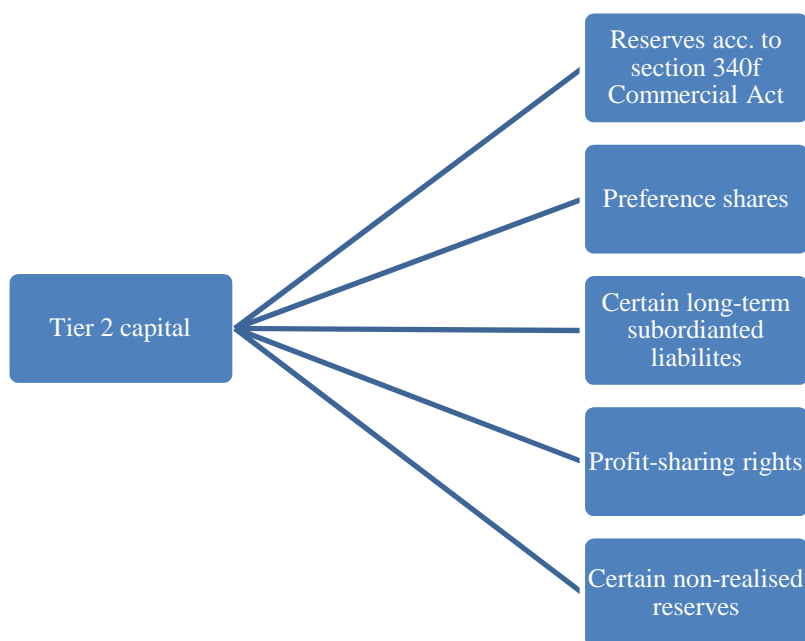 Reserves acc. to
section 340f
Commercial Act
Preference shares
Tier 2 capital
Certain long-term
subordianted
liabilites
Profit-sharing rights
Certain non-realised
reserves